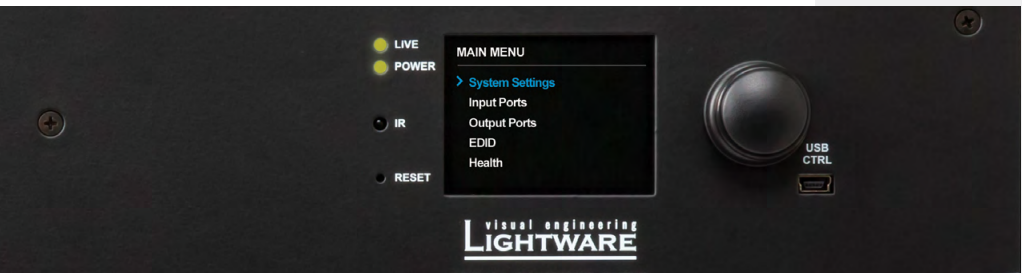 LIVE
POWER
IR
RESET
MAIN MENU
> System Settings
Input Ports
Output Ports
EDID
Health
USB
CTRL
visual engineering
LIGHTWARE